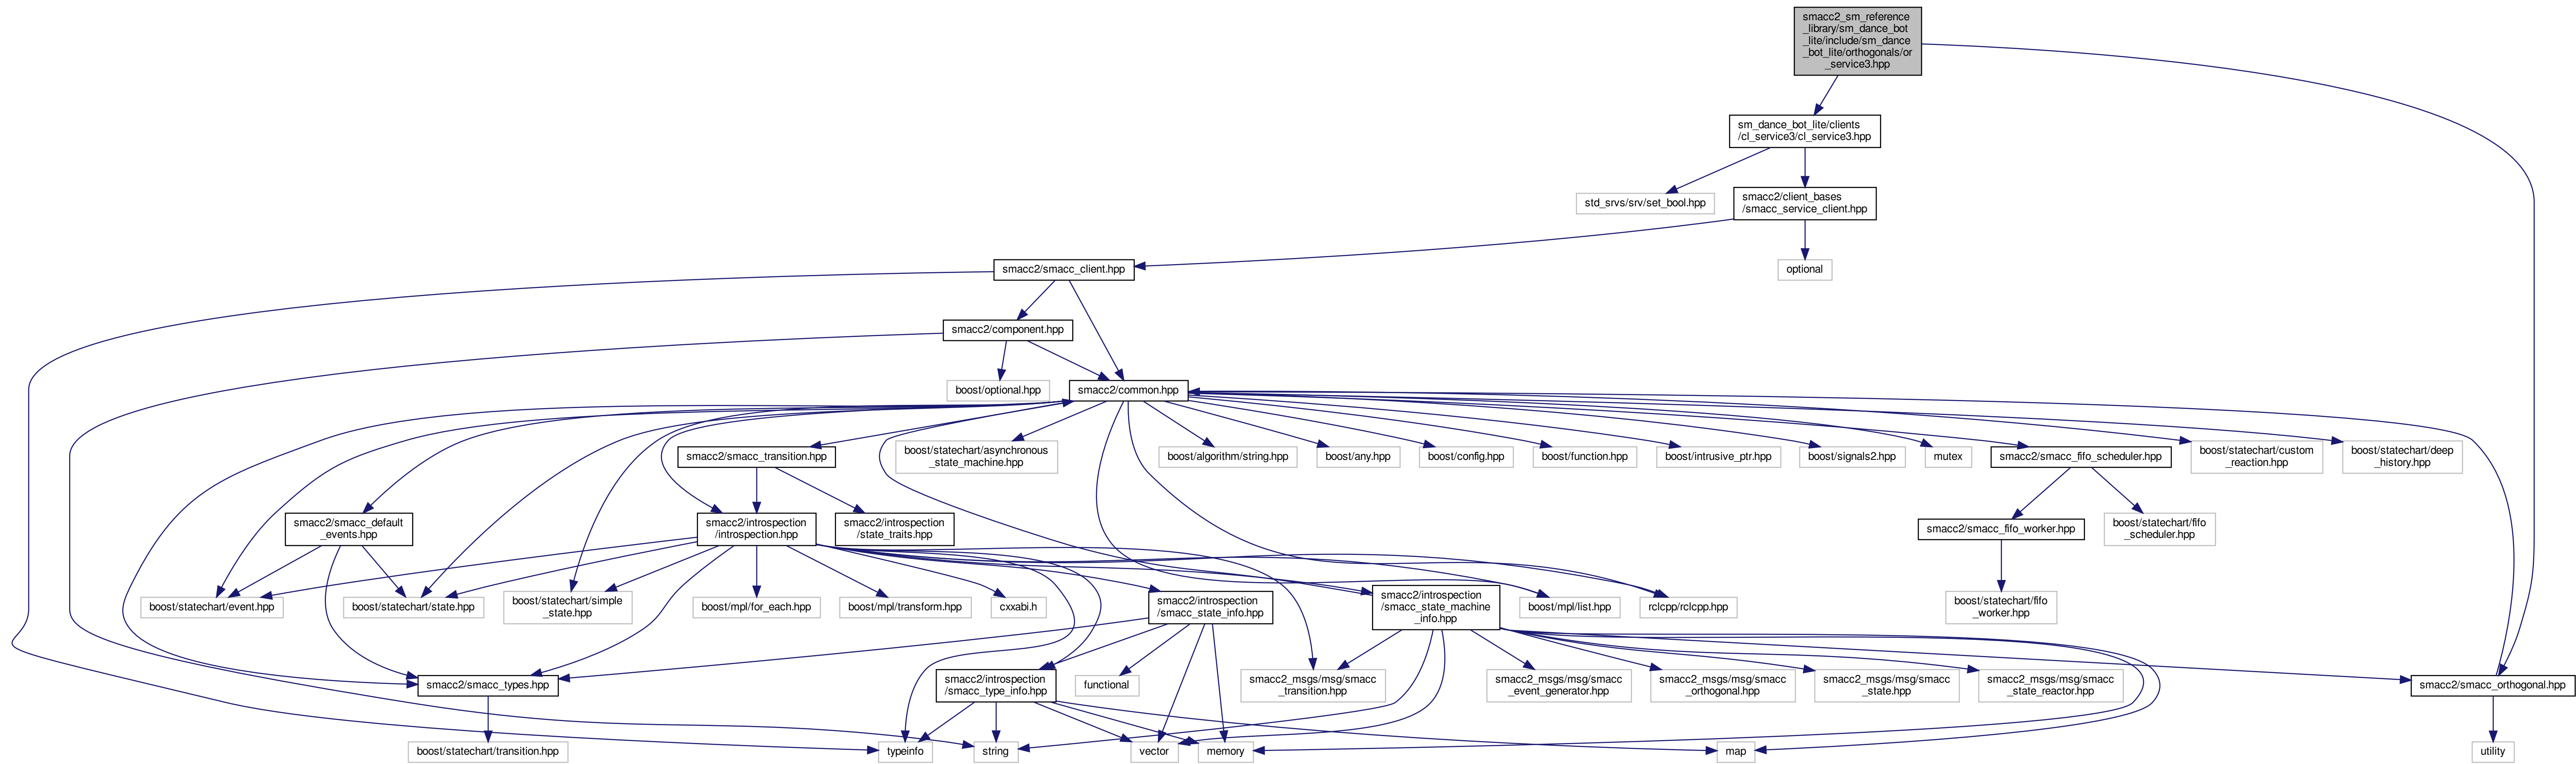 smacc2_sm_reference
_library/sm_dance_bot
_lite/include/sm_dance
_bot_lite/orthogonals/or
_service3.hpp
sm_dance_bot_lite/clients
/cl_service3/cl_service3.hpp
std_srvs/srv/set_bool.hpp
smacc2/client_bases
/smacc_service_client.hpp
smacc2/smacc_client.hpp
optional
smacc2/component.hpp
boost/optional.hpp
smacc2/common.hpp
smacc2/smacc_transition.hpp
boost/statechart/asynchronous
_state_machine.hpp
boost/algorithm/string.hpp
boost/any.hpp
boost/config.hpp
boost/function.hpp
boost/intrusive_ptr.hpp
boost/signals2.hpp
mutex
smacc2/smacc_fifo_scheduler.hpp
boost/statechart/custom
_reaction.hpp
boost/statechart/deep
_history.hpp
smacc2/smacc_default
_events.hpp
smacc2/introspection
/introspection.hpp
smacc2/introspection
/state_traits.hpp
smacc2/smacc_fifo_worker.hpp
boost/statechart/fifo
_scheduler.hpp
boost/statechart/event.hpp
boost/statechart/state.hpp
boost/statechart/simple
_state.hpp
boost/mpl/for_each.hpp
boost/mpl/transform.hpp
cxxabi.h
smacc2/introspection
/smacc_state_info.hpp
smacc2/introspection
/smacc_state_machine
_info.hpp
boost/mpl/list.hpp
rclcpp/rclcpp.hpp
boost/statechart/fifo
_worker.hpp
smacc2/smacc_types.hpp
smacc2/introspection
/smacc_type_info.hpp
functional
smacc2_msgs/msg/smacc
_transition.hpp
smacc2_msgs/msg/smacc
_event_generator.hpp
smacc2_msgs/msg/smacc
_orthogonal.hpp
smacc2_msgs/msg/smacc
_state.hpp
smacc2_msgs/msg/smacc
_state_reactor.hpp
smacc2/smacc_orthogonal.hpp
boost/statechart/transition.hpp
typeinfo
string
vector
memory
map
utility